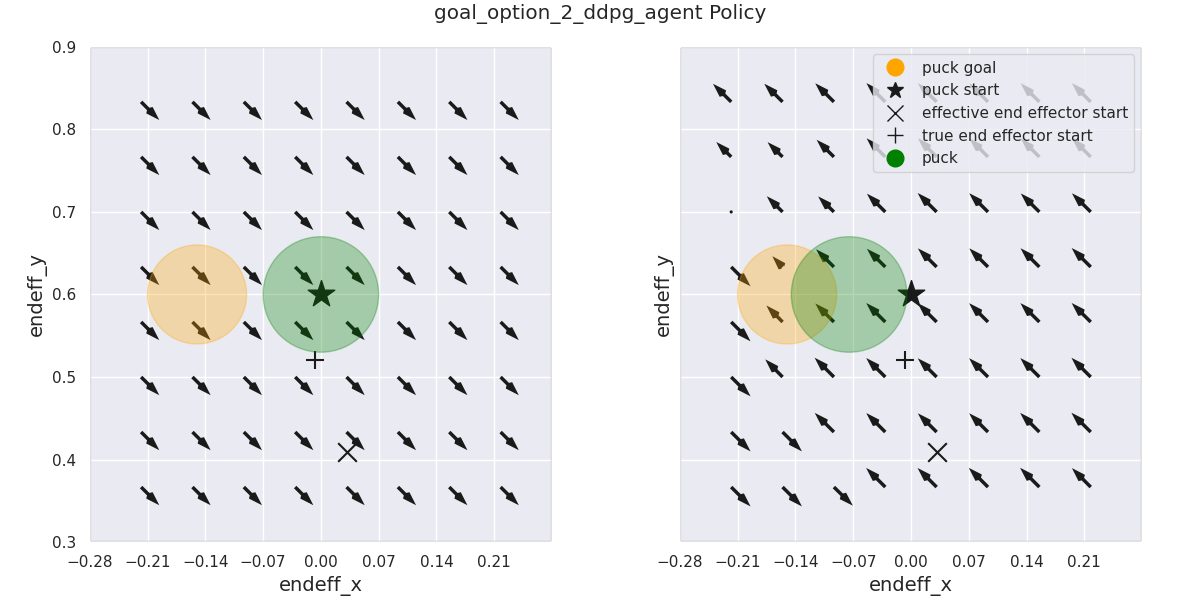 goal_option_2_ddpg_agent Policy
0.9
0.8
0.7
0.6
0.5
0.4
0.3
endeff_y
−0.28 −0.21 −0.14 −0.07 0.00 0.07 0.14 0.21
endeff_x
puck goal
puck start
effective end effector start
true end effector start
puck
endeff_y
−0.28 −0.21 −0.14 −0.07 0.00 0.07 0.14 0.21
endeff_x